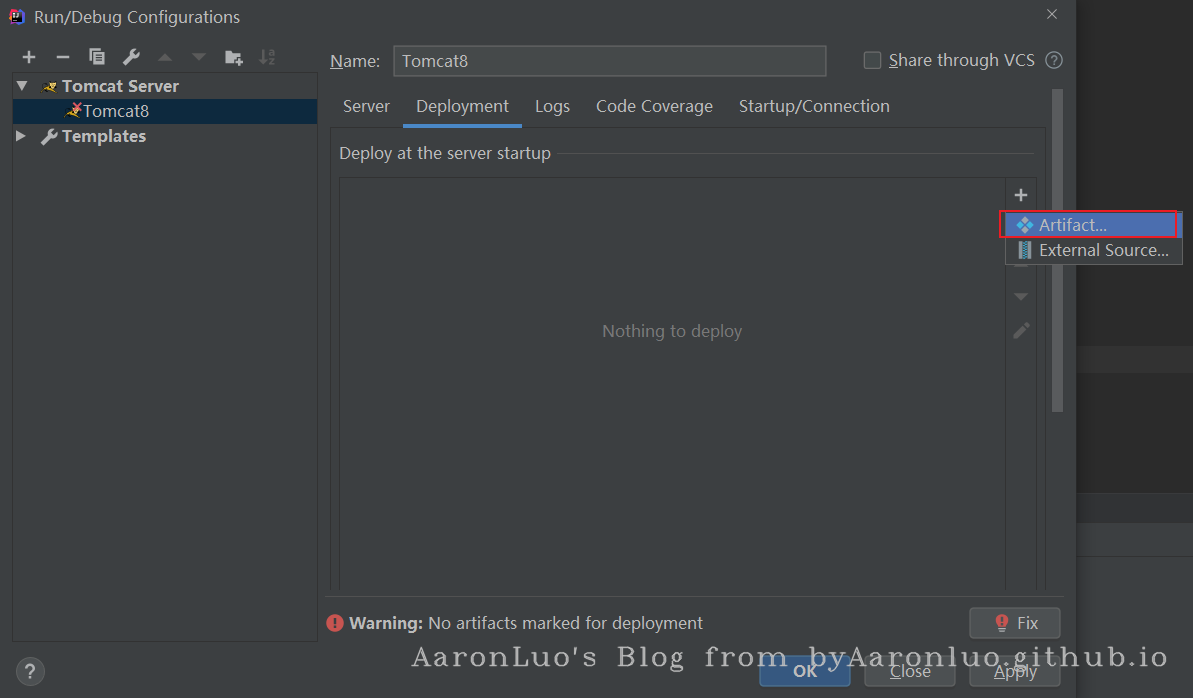 Run/Debug Configurations
Name: Tomcat8
Share through VCS
Tomcat Server
Tomcat8
Templates
Server Deployment Logs Code Coverage Startup/Connection
Deploy at the server startup
Artifact...
External Source...
Nothing to deploy
Warning: No artifacts marked for deployment
Fix
AaronLuo's Blog from byAaronluo.github.io
OK Close Apply